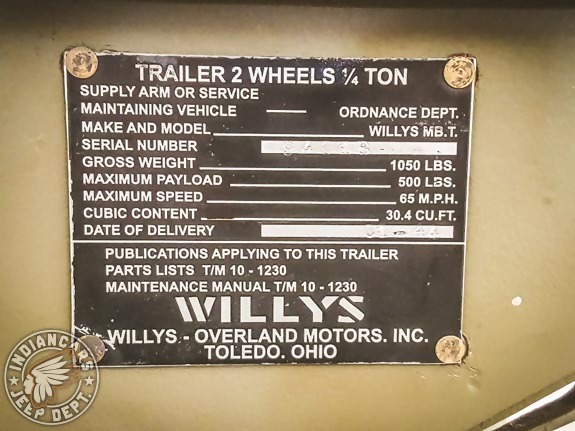 TRAILER 2 WHEELS ¼ TON
SUPPLY ARM OR SERVICE
MAINTAINING VEHICLE ORDNANCE DEPT.
MAKE AND MODEL WILLYS MB.T.
SERIAL NUMBER
GROSS WEIGHT 1050 LBS.
MAXIMUM PAYLOAD 500 LBS.
MAXIMUM SPEED 65 M.P.H.
CUBIC CONTENT 30.4 CU.FT.
DATE OF DELIVERY
PUBLICATIONS APPLYING TO THIS TRAILER
PARTS LISTS T/M 10 - 1230
MAINTENANCE MANUAL T/M 10 - 1230
WILLYS
WILLYS - OVERLAND MOTORS. INC.
TOLEDO. OHIO
INDIANCARS
JEEP DEPT.